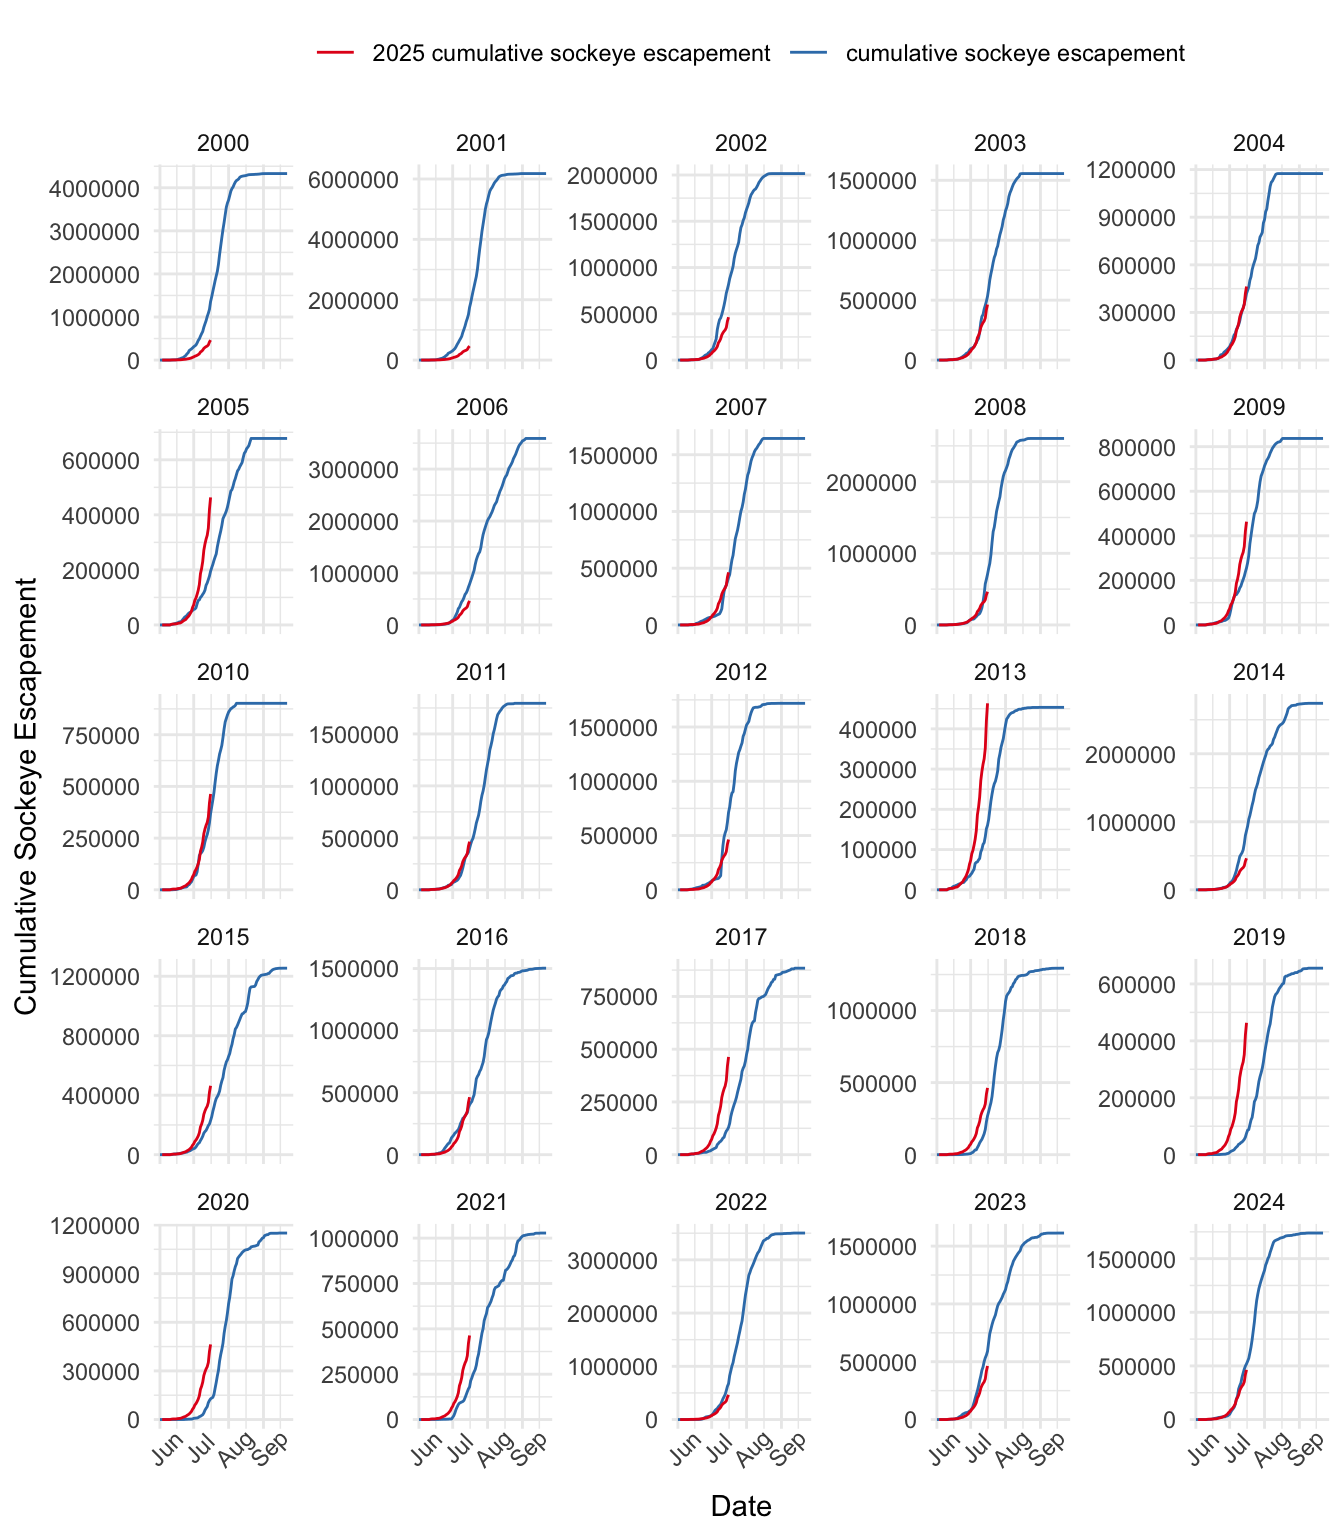 2025 cumulative sockeye escapement cumulative sockeye escapement
2000 2001 2002 2003 2004
4000000 3000000 2000000 1000000 0
6000000 4000000 2000000 0
2000000 1500000 1000000 500000 0
1500000 1000000 500000 0
1200000 900000 600000 300000 0
2005 2006 2007 2008 2009
600000 400000 200000 0
3000000 2000000 1000000 0
1500000 1000000 500000 0
2000000 1000000 0
800000 600000 400000 200000 0
2010 2011 2012 2013 2014
750000 500000 250000 0
1500000 1000000 500000 0
1500000 1000000 500000 0
400000 300000 200000 100000 0
2000000 1000000 0
2015 2016 2017 2018 2019
1200000 800000 400000 0
1500000 1000000 500000 0
750000 500000 250000 0
1000000 500000 0
600000 400000 200000 0
2020 2021 2022 2023 2024
1200000 900000 600000 300000 0
1000000 750000 500000 250000 0
3000000 2000000 1000000 0
1500000 1000000 500000 0
1500000 1000000 500000 0
Jun Jul Aug Sep Jun Jul Aug Sep Jun Jul Aug Sep Jun Jul Aug Sep Jun Jul Aug Sep
Date
Cumulative Sockeye Escapement